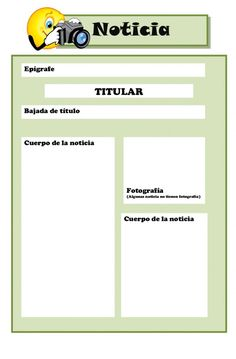 Noticia
Epígrafe
TITULAR
Bajada de título
Cuerpo de la noticia
Fotografía
(Algunas noticia no tienen fotografía)
Cuerpo de la noticia